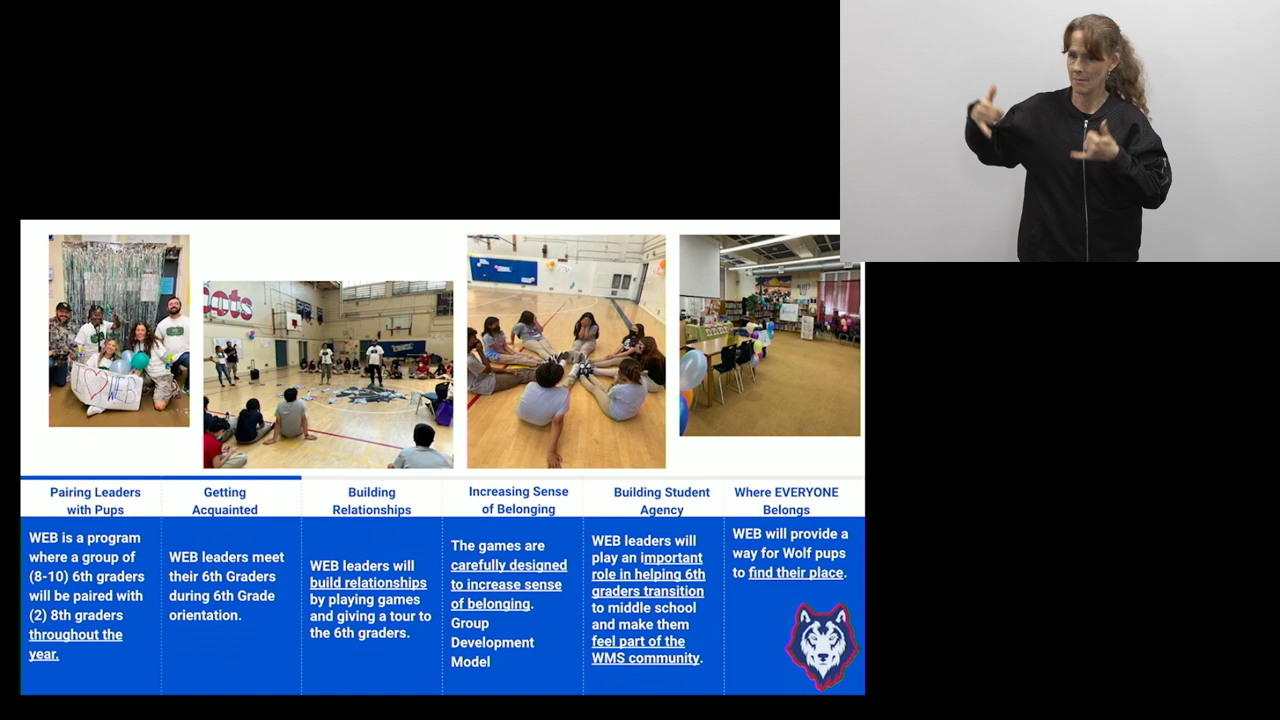 oots
WEB
Pairing Leaders
with Pups
WEB is a program
where a group of
(8-10) 6th graders
will be paired with
(2) 8th graders
throughout the
year.
Getting
Acquainted
WEB leaders meet
their 6th Graders
during 6th Grade
orientation.
Building
Relationships
WEB leaders will
build relationships
by playing games
and giving a tour to
the 6th graders.
Increasing Sense
of Belonging
The games are
carefully designed
to increase sense
of belonging.
Group
Development
Model
Building Student
Agency
WEB leaders will
play an important
role in helping 6th
graders transition
to middle school
and make them
feel part of the
WMS community.
Where EVERYONE
Belongs
WEB will provide a
way for Wolf pups
to find their place.